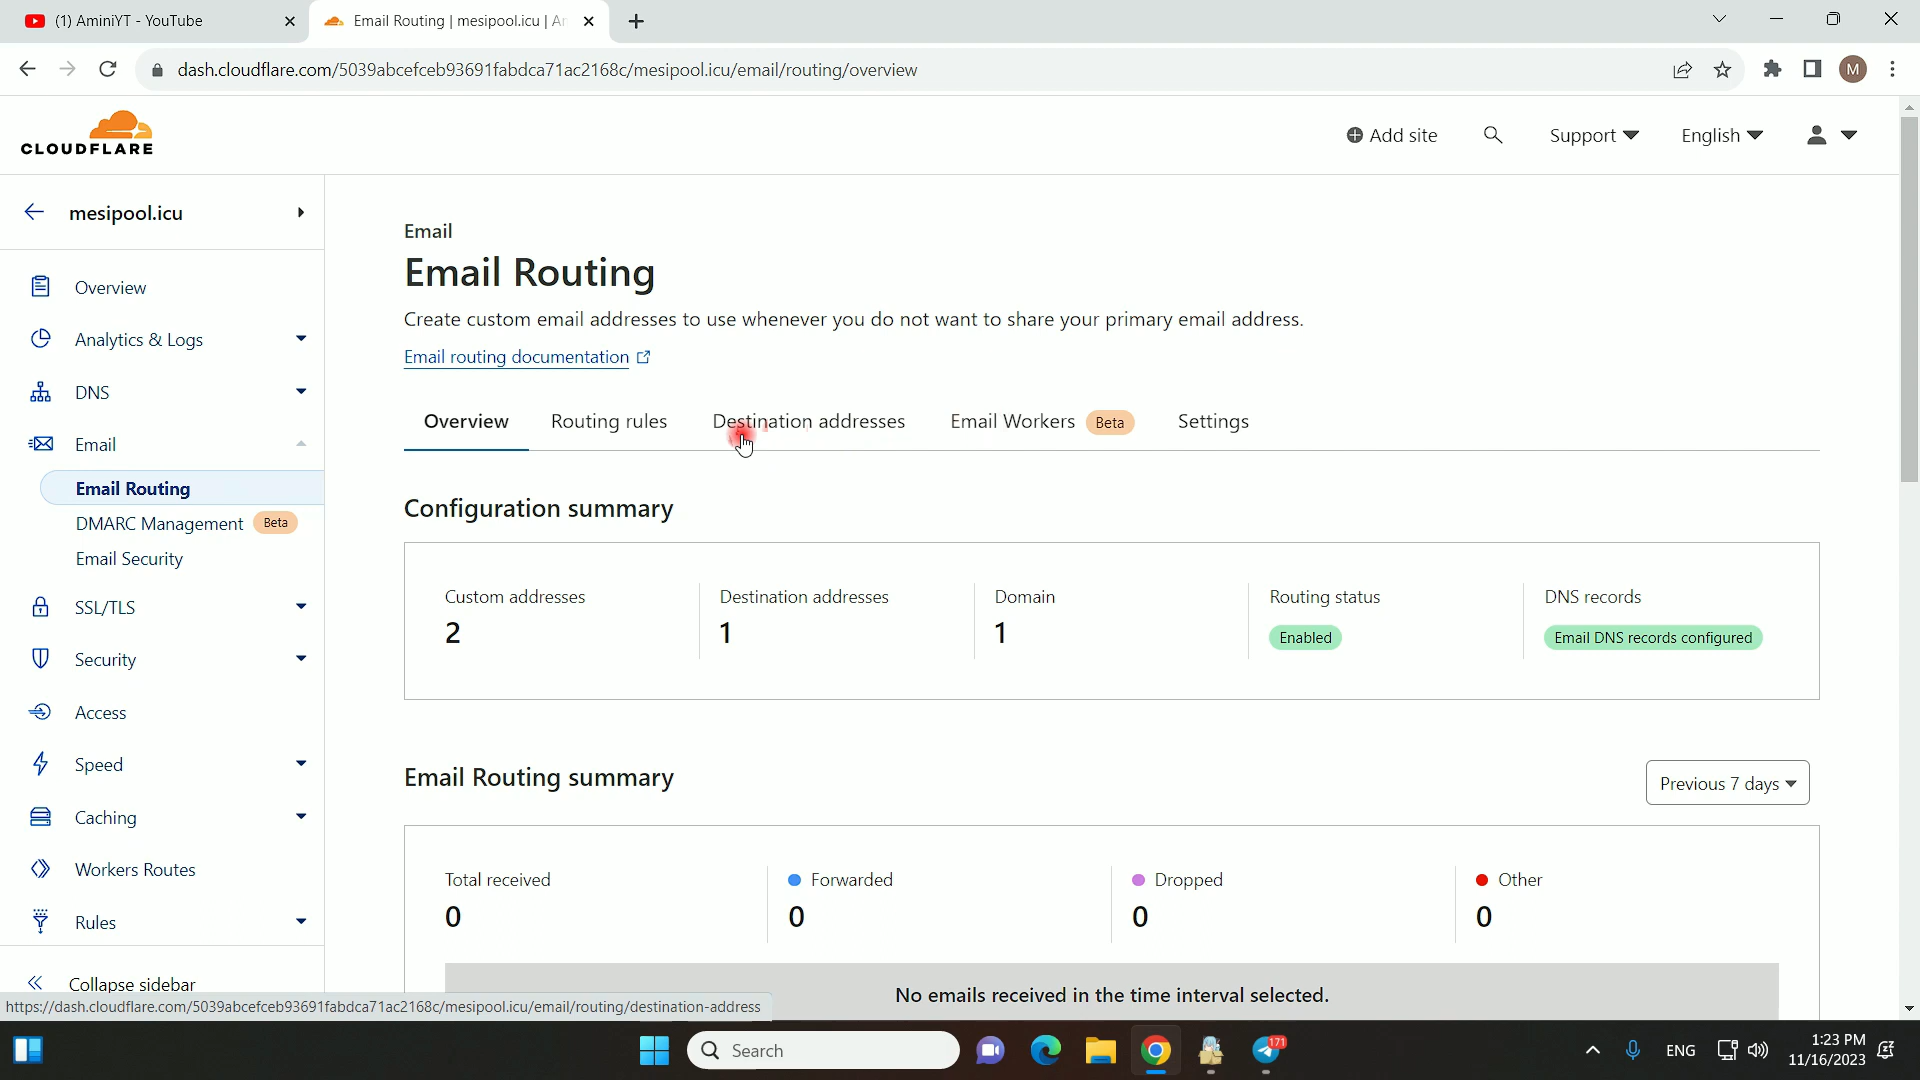 (1) AminiYT - YouTube
Email Routing | mesipool.icu | Ar
dash.cloudflare.com/5039abcefceb93691fabdca71ac2168c/mesipool.icu/email/routing/overview
M
CLOUDFLARE
Add site
Support
English
mesipool.icu
Overview
Analytics & Logs
DNS
Email
Email Routing
DMARC Management Beta
Email Security
SSL/TLS
Security
Access
Speed
Caching
Workers Routes
Rules
Collapse sidebar
Email
Email Routing
Create custom email addresses to use whenever you do not want to share your primary email address.
Email routing documentation
Overview Routing rules Destination addresses Email Workers Beta Settings
Configuration summary
Custom addresses Destination addresses Domain Routing status DNS records
2 1 1 Enabled Email DNS records configured
Email Routing summary
Previous 7 days
Total received Forwarded Dropped Other
0 0 0 0
No emails received in the time interval selected.
https://dash.cloudflare.com/5039abcefceb93691fabdca71ac2168c/mesipool.icu/email/routing/destination-address
Search
171
ENG
1:23 PM
11/16/2023